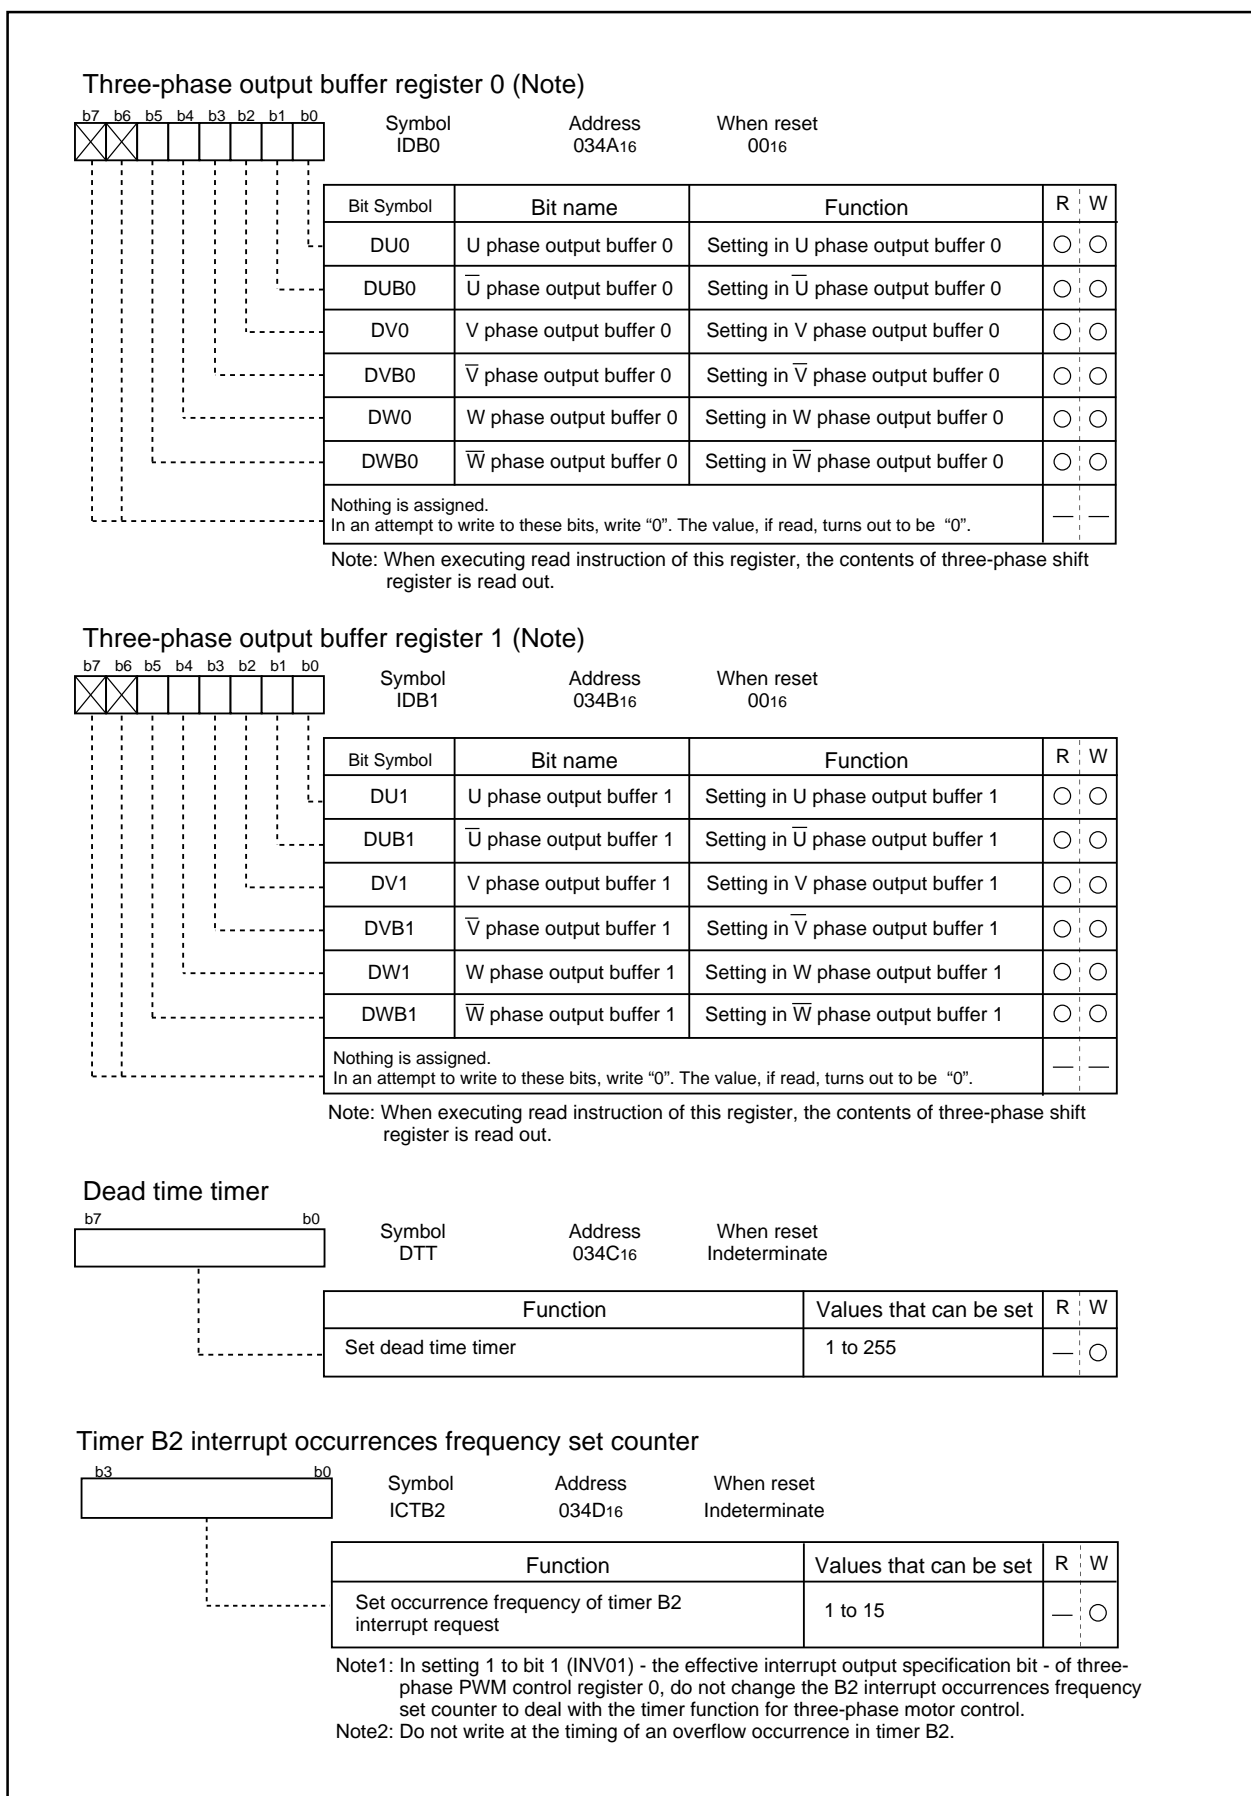 Three-phase output buffer register 0 (Note)
b7 b6 b5 b4 b3 b2 b1 b0
Symbol Address When reset
IDB0 034A16 0016
Bit Symbol Bit name Function R W
DU0 U phase output buffer 0 Setting in U phase output buffer 0 ○ ○
DUB0 U̅ phase output buffer 0 Setting in U̅ phase output buffer 0 ○ ○
DV0 V phase output buffer 0 Setting in V phase output buffer 0 ○ ○
DVB0 V̅ phase output buffer 0 Setting in V̅ phase output buffer 0 ○ ○
DW0 W phase output buffer 0 Setting in W phase output buffer 0 ○ ○
DWB0 W̅ phase output buffer 0 Setting in W̅ phase output buffer 0 ○ ○
Nothing is assigned.
In an attempt to write to these bits, write “0”. The value, if read, turns out to be “0”. — —
Note: When executing read instruction of this register, the contents of three-phase shift
register is read out.
Three-phase output buffer register 1 (Note)
b7 b6 b5 b4 b3 b2 b1 b0
Symbol Address When reset
IDB1 034B16 0016
Bit Symbol Bit name Function R W
DU1 U phase output buffer 1 Setting in U phase output buffer 1 ○ ○
DUB1 U̅ phase output buffer 1 Setting in U̅ phase output buffer 1 ○ ○
DV1 V phase output buffer 1 Setting in V phase output buffer 1 ○ ○
DVB1 V̅ phase output buffer 1 Setting in V̅ phase output buffer 1 ○ ○
DW1 W phase output buffer 1 Setting in W phase output buffer 1 ○ ○
DWB1 W̅ phase output buffer 1 Setting in W̅ phase output buffer 1 ○ ○
Nothing is assigned.
In an attempt to write to these bits, write “0”. The value, if read, turns out to be “0”. — —
Note: When executing read instruction of this register, the contents of three-phase shift
register is read out.
Dead time timer
b7 b0
Symbol Address When reset
DTT 034C16 Indeterminate
Function Values that can be set R W
Set dead time timer 1 to 255 — ○
Timer B2 interrupt occurrences frequency set counter
b3 b0
Symbol Address When reset
ICTB2 034D16 Indeterminate
Function Values that can be set R W
Set occurrence frequency of timer B2
interrupt request 1 to 15 — ○
Note1: In setting 1 to bit 1 (INV01) - the effective interrupt output specification bit - of three-
phase PWM control register 0, do not change the B2 interrupt occurrences frequency
set counter to deal with the timer function for three-phase motor control.
Note2: Do not write at the timing of an overflow occurrence in timer B2.